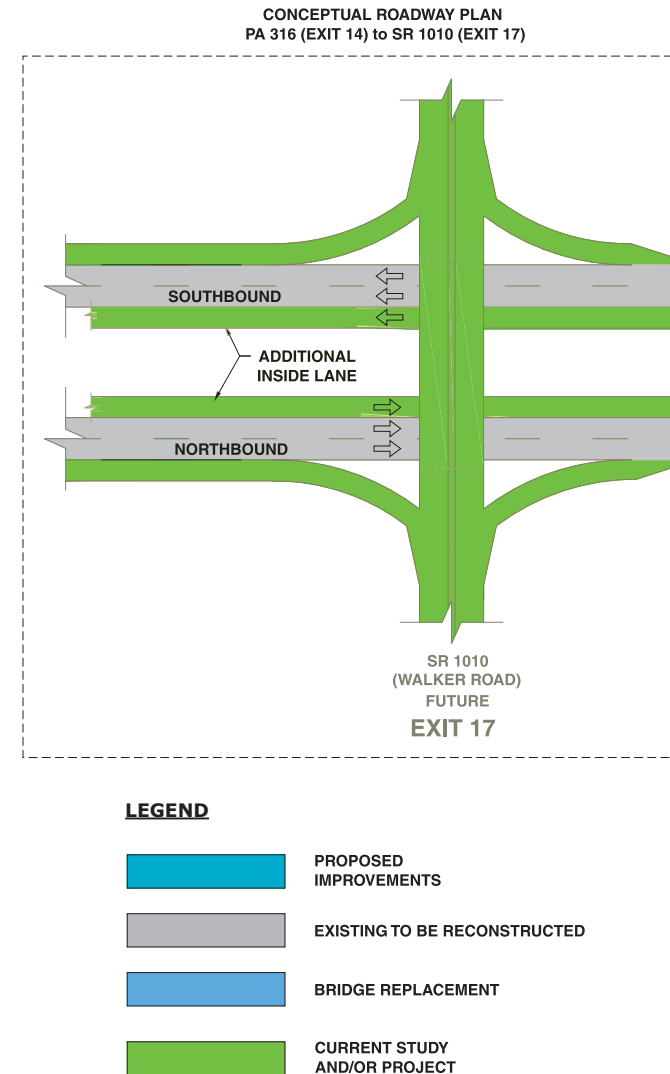 CONCEPTUAL ROADWAY PLAN
PA 316 (EXIT 14) to SR 1010 (EXIT 17)
SOUTHBOUND
ADDITIONAL
INSIDE LANE
NORTHBOUND
SR 1010
(WALKER ROAD)
FUTURE
EXIT 17
LEGEND
PROPOSED
IMPROVEMENTS
EXISTING TO BE RECONSTRUCTED
BRIDGE REPLACEMENT
CURRENT STUDY
AND/OR PROJECT